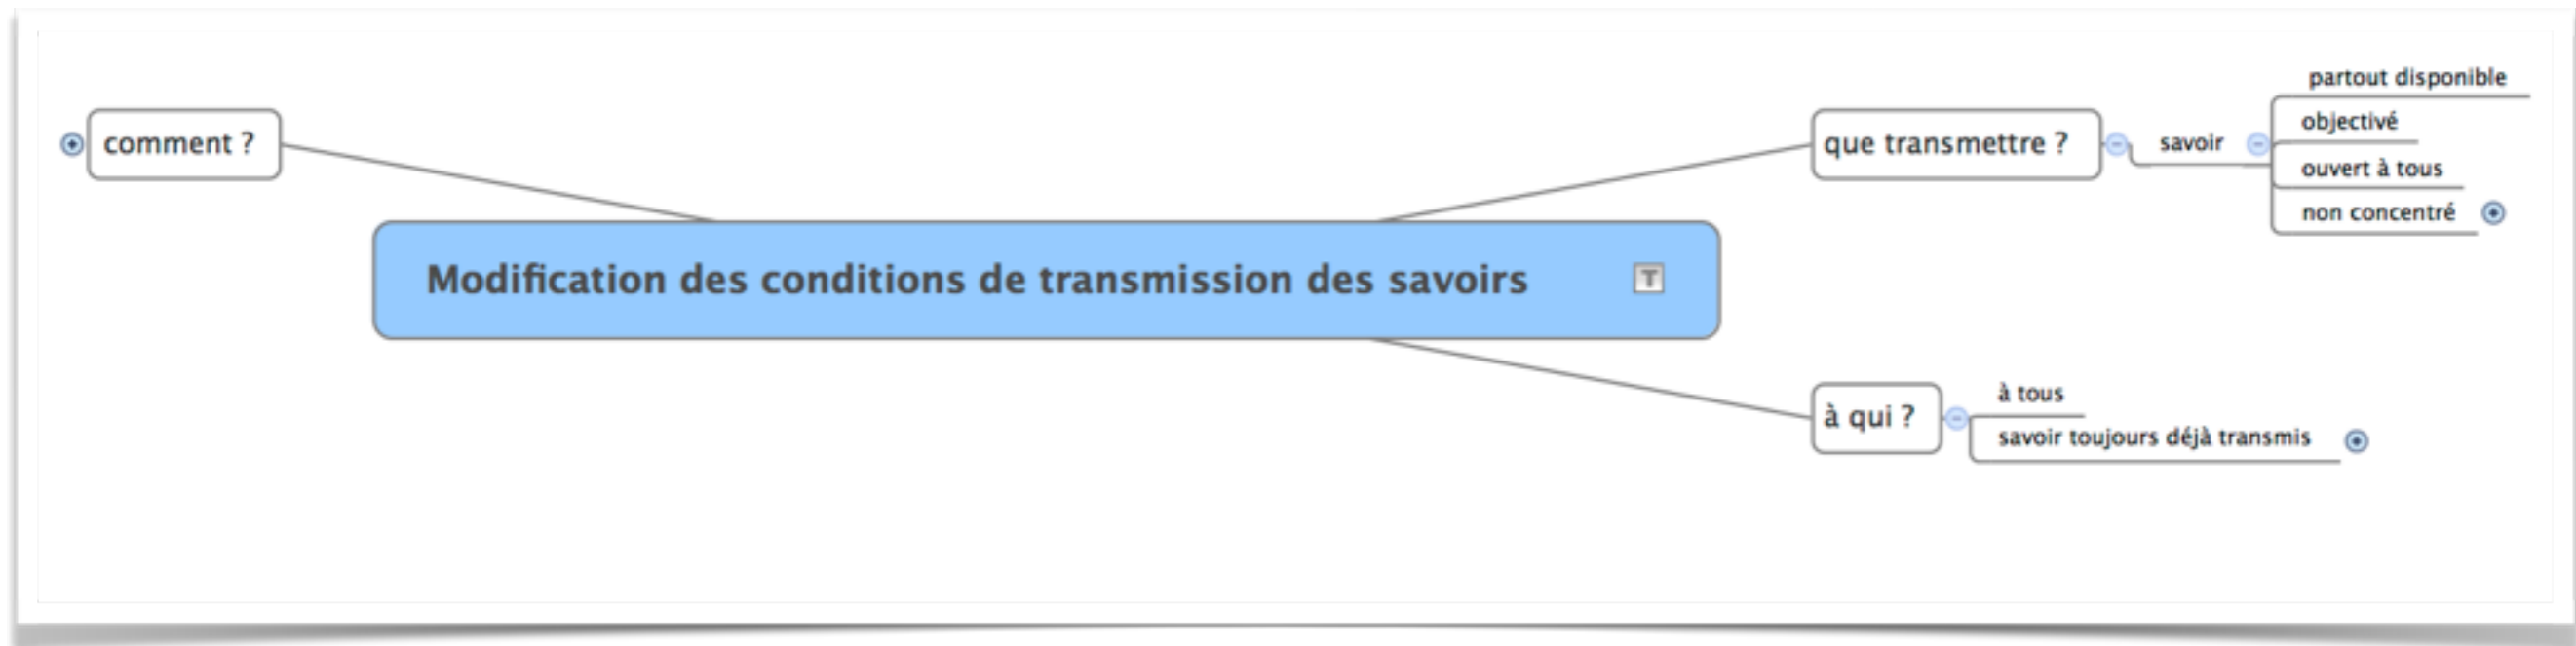 comment ?
Modification des conditions de transmission des savoirs
T
que transmettre ?
savoir
partout disponible
objectivé
ouvert à tous
non concentré
à qui ?
à tous
savoir toujours déjà transmis